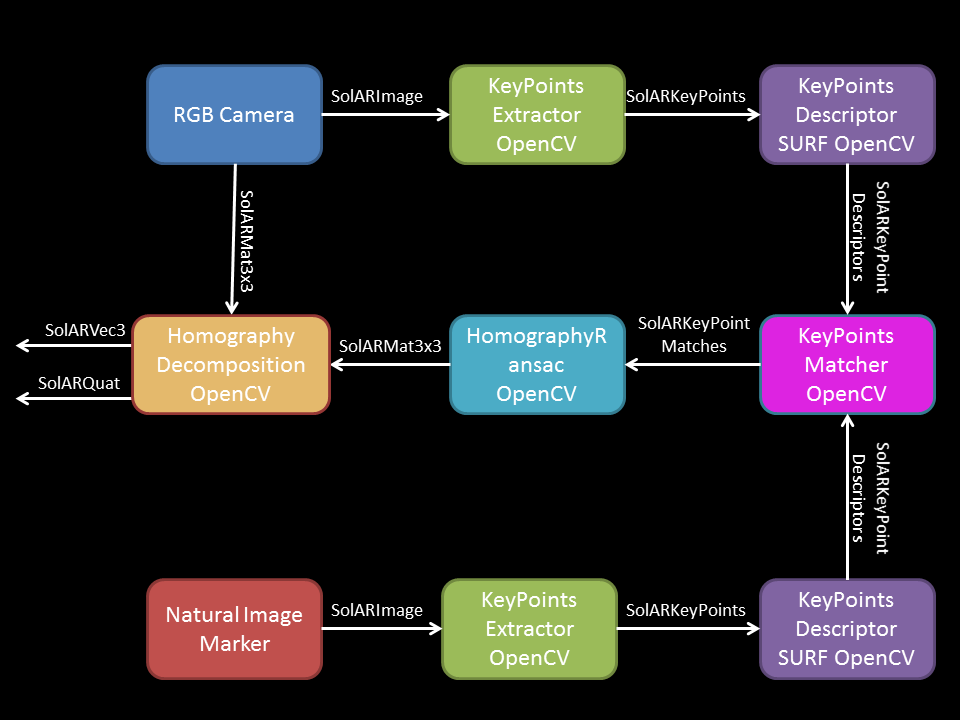 RGB Camera
SolARImage
KeyPoints
Extractor
OpenCV
SolARKeyPoints
KeyPoints
Descriptor
SURF OpenCV
SolARMat3x3
SolARKeyPoint
Descriptors
SolARVec3
SolARQuat
Homography
Decomposition
OpenCV
SolARMat3x3
HomographyR
ansac
OpenCV
SolARKeyPoint
Matches
KeyPoints
Matcher
OpenCV
SolARKeyPoint
Descriptors
Natural Image
Marker
SolARImage
KeyPoints
Extractor
OpenCV
SolARKeyPoints
KeyPoints
Descriptor
SURF OpenCV